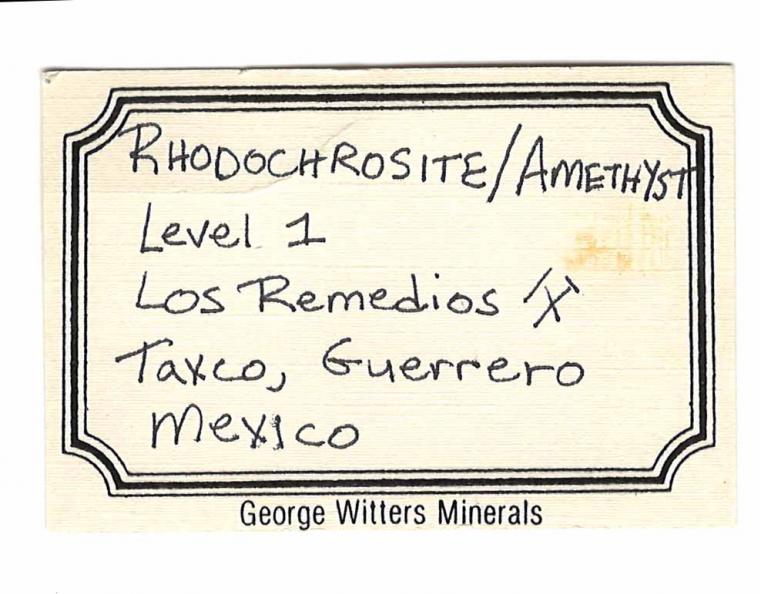 RHODOCHROSITE/AMETHYST
Level 1
Los Remedios ⚒
Taxco, Guerrero
Mexico
George Witters Minerals